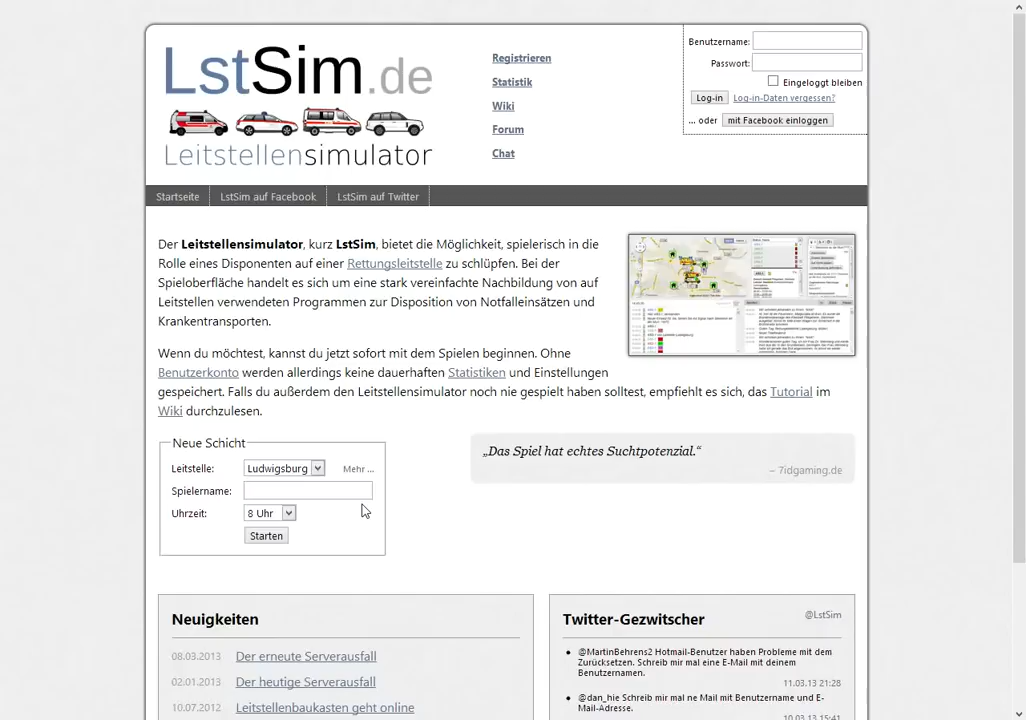 LstSim.de
Leitstellensimulator
Registrieren
Statistik
Wiki
Forum
Chat
Benutzername:
Passwort:
Eingeloggt bleiben
Log-in Log-in-Daten vergessen?
... oder mit Facebook einloggen
Startseite LstSim auf Facebook LstSim auf Twitter
Der Leitstellensimulator, kurz LstSim, bietet die Möglichkeit, spielerisch in die
Rolle eines Disponenten auf einer Rettungsleitstelle zu schlüpfen. Bei der
Spieloberfläche handelt es sich um eine stark vereinfachte Nachbildung von auf
Leitstellen verwendeten Programmen zur Disposition von Notfalleinsätzen und
Krankentransporten.
Wenn du möchtest, kannst du jetzt sofort mit dem Spielen beginnen. Ohne
Benutzerkonto werden allerdings keine dauerhaften Statistiken und Einstellungen
gespeichert. Falls du außerdem den Leitstellensimulator noch nie gespielt haben solltest, empfiehlt es sich, das Tutorial im
Wiki durchzulesen.
Neue Schicht
Leitstelle: Ludwigsburg Mehr ...
Spielername:
Uhrzeit: 8 Uhr
Starten
„Das Spiel hat echtes Suchtpotenzial.“
– 7idgaming.de
Neuigkeiten
08.03.2013 Der erneute Serverausfall
02.01.2013 Der heutige Serverausfall
10.07.2012 Leitstellenbaukasten geht online
Twitter-Gezwitscher @LstSim
@MartinBehrens2 Hotmail-Benutzer haben Probleme mit dem
Zurücksetzen. Schreib mir mal eine E-Mail mit deinem
Benutzernamen.
11.03.13 21:28
@dan_hie Schreib mir mal ne Mail mit Benutzername und E-
Mail-Adresse.
10.03.13 15:41